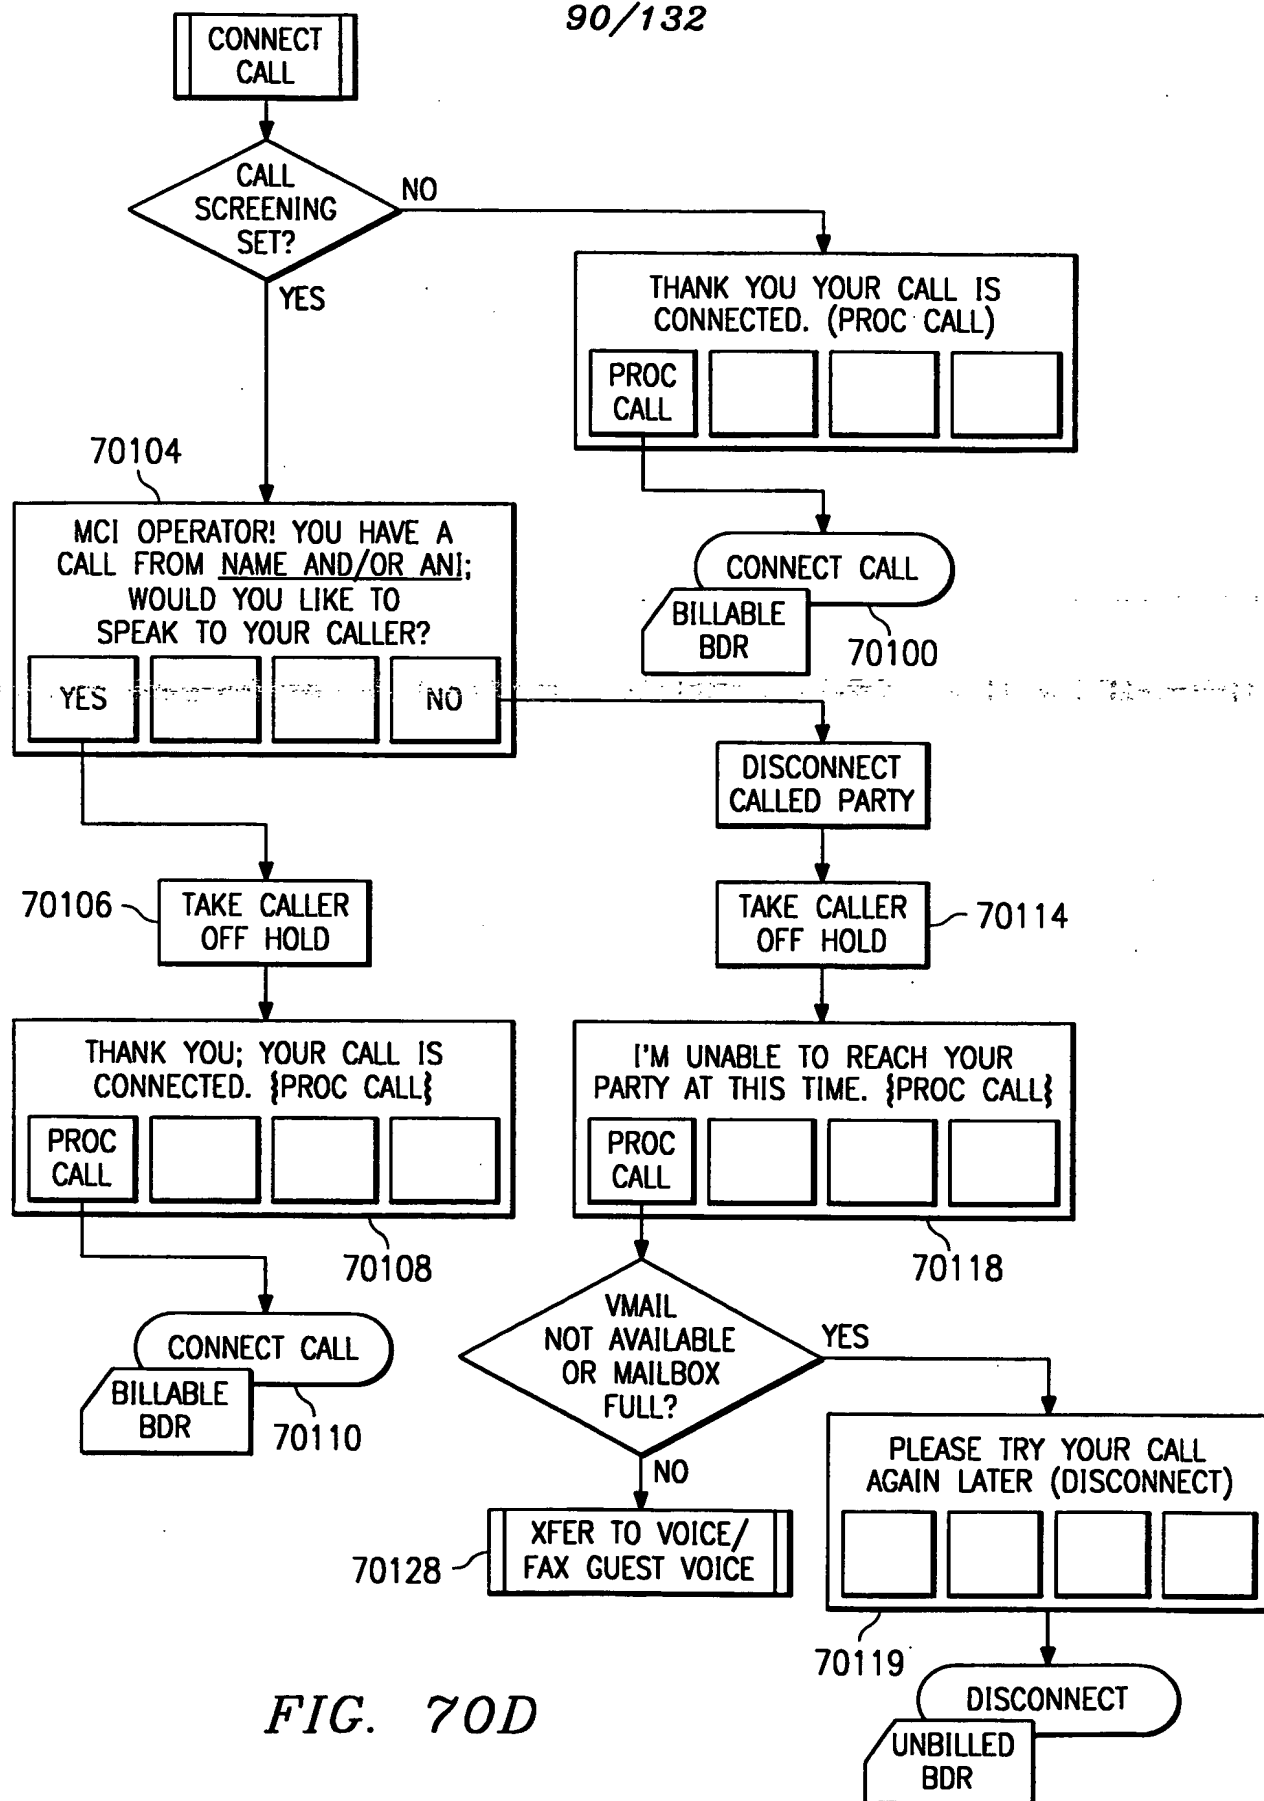 90/132
CONNECT
CALL
CALL
SCREENING
SET?
NO
YES
THANK YOU YOUR CALL IS
CONNECTED. (PROC CALL)
PROC
CALL
CONNECT CALL
BILLABLE
BDR
70100
70104
MCI OPERATOR! YOU HAVE A
CALL FROM NAME AND/OR ANI;
WOULD YOU LIKE TO
SPEAK TO YOUR CALLER?
YES
NO
DISCONNECT
CALLED PARTY
70106
TAKE CALLER
OFF HOLD
TAKE CALLER
OFF HOLD
70114
THANK YOU; YOUR CALL IS
CONNECTED. {PROC CALL}
PROC
CALL
70108
I'M UNABLE TO REACH YOUR
PARTY AT THIS TIME. {PROC CALL}
PROC
CALL
70118
CONNECT CALL
BILLABLE
BDR
70110
VMAIL
NOT AVAILABLE
OR MAILBOX
FULL?
YES
NO
PLEASE TRY YOUR CALL
AGAIN LATER (DISCONNECT)
70128
XFER TO VOICE/
FAX GUEST VOICE
70119
DISCONNECT
UNBILLED
BDR
FIG. 70D